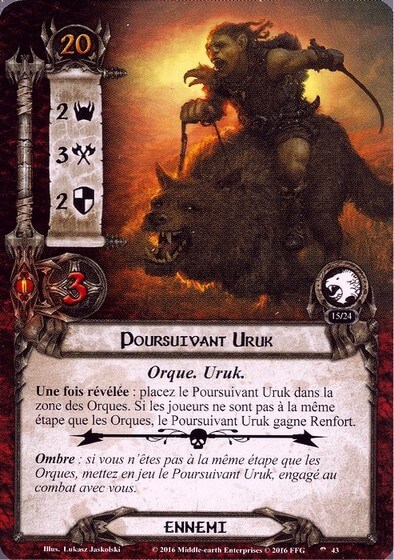 20
2
3
2
3
15/24
Poursuivant Uruk
Orque. Uruk.
Une fois révélée : placez le Poursuivant Uruk dans la
zone des Orques. Si les joueurs ne sont pas à la même
étape que les Orques, le Poursuivant Uruk gagne Renfort.
Ombre : si vous n'êtes pas à la même étape que les
Orques, mettez en jeu le Poursuivant Uruk, engagé au
combat avec vous.
ENNEMI
Illus. Lukasz Jaskolski © 2016 Middle-earth Enterprises © 2016 FFG 43